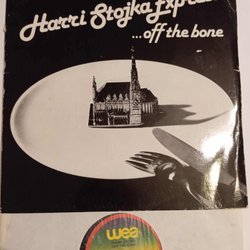 Harri Stojka Express
...off the bone
wea